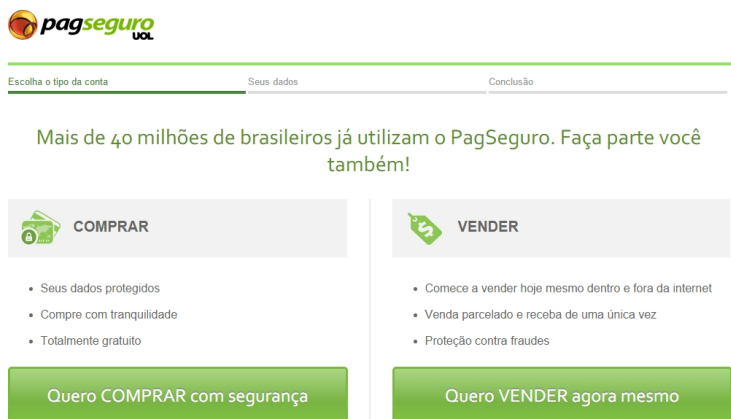 pagseguro
UOL
Escolha o tipo da conta
Seus dados
Conclusão
Mais de 40 milhões de brasileiros já utilizam o PagSeguro. Faça parte você
também!
COMPRAR
Seus dados protegidos
Compre com tranquilidade
Totalmente gratuito
Quero COMPRAR com segurança
VENDER
Comece a vender hoje mesmo dentro e fora da internet
Venda parcelado e receba de uma única vez
Proteção contra fraudes
Quero VENDER agora mesmo